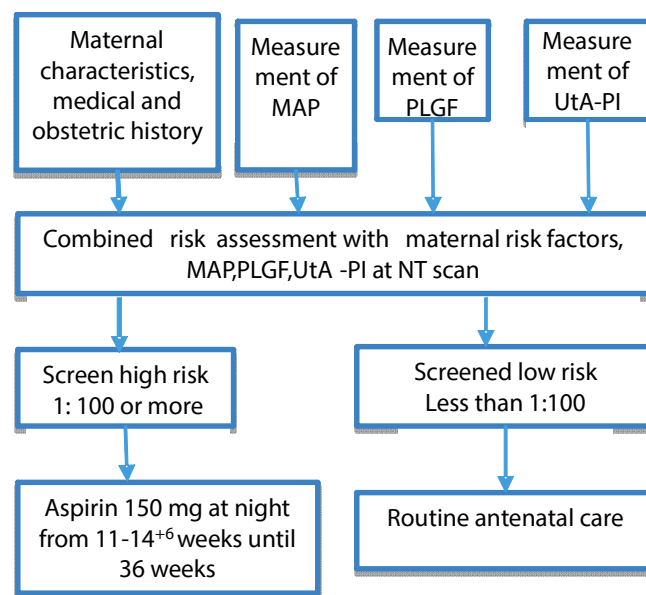 Maternal
characteristics,
medical and
obstetric history
Measure
ment of
MAP
Measure
ment of
PLGF
Measure
ment of
UtA-PI
Combined risk assessment with maternal risk factors,
MAP,PLGF,UtA -PI at NT scan
Screen high risk
1: 100 or more
Screened low risk
Less than 1:100
Aspirin 150 mg at night
from 11-14⁺⁶ weeks until
36 weeks
Routine antenatal care